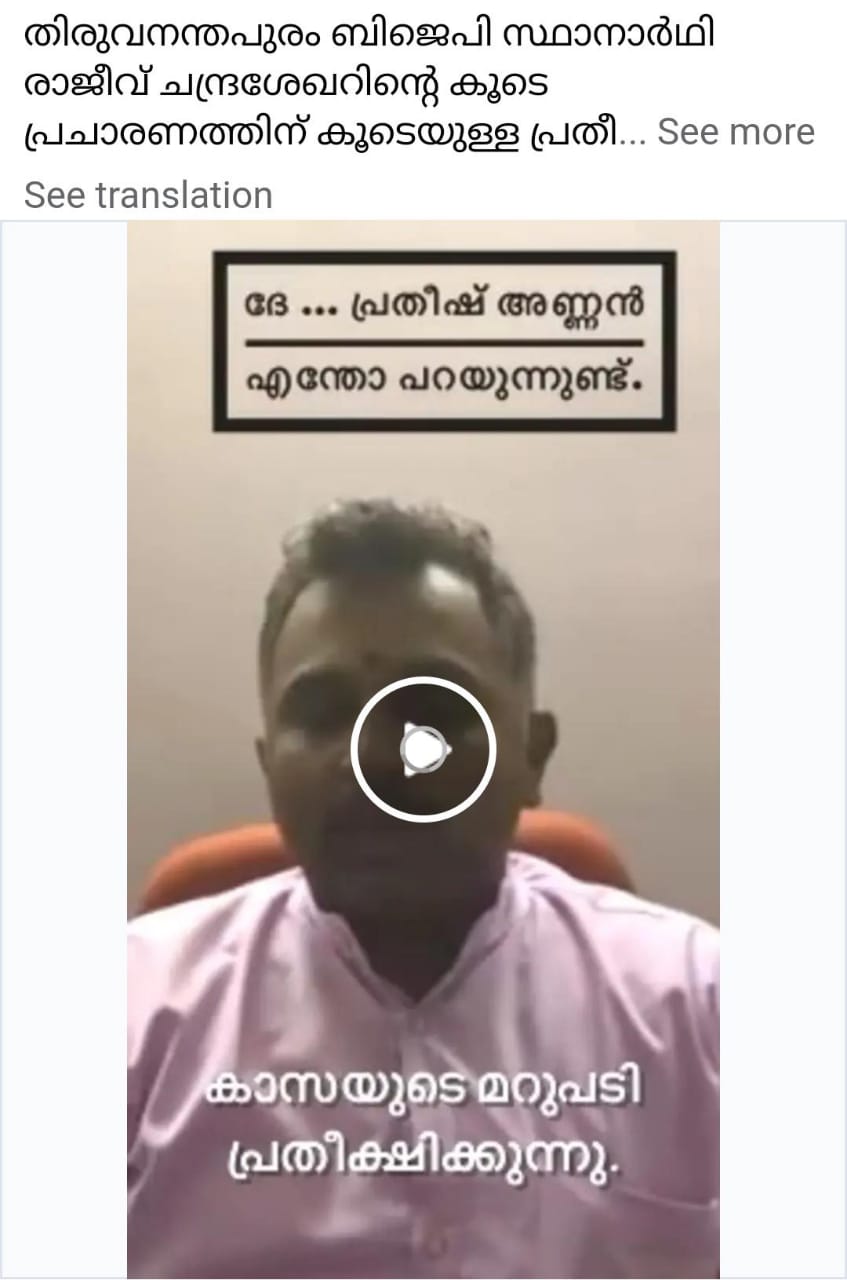 തിരുവനന്തപുരം ബിജെപി സ്ഥാനാർഥി
രാജീവ് ചന്ദ്രശേഖറിന്റെ കൂടെ
പ്രചാരണത്തിന് കൂടെയുള്ള പ്രതീ... See more
See translation
ദേ ... പ്രതീഷ് അണ്ണൻ
എന്തോ പറയുന്നുണ്ട്.
കാസയുടെ മറുപടി
പ്രതീക്ഷിക്കുന്നു.